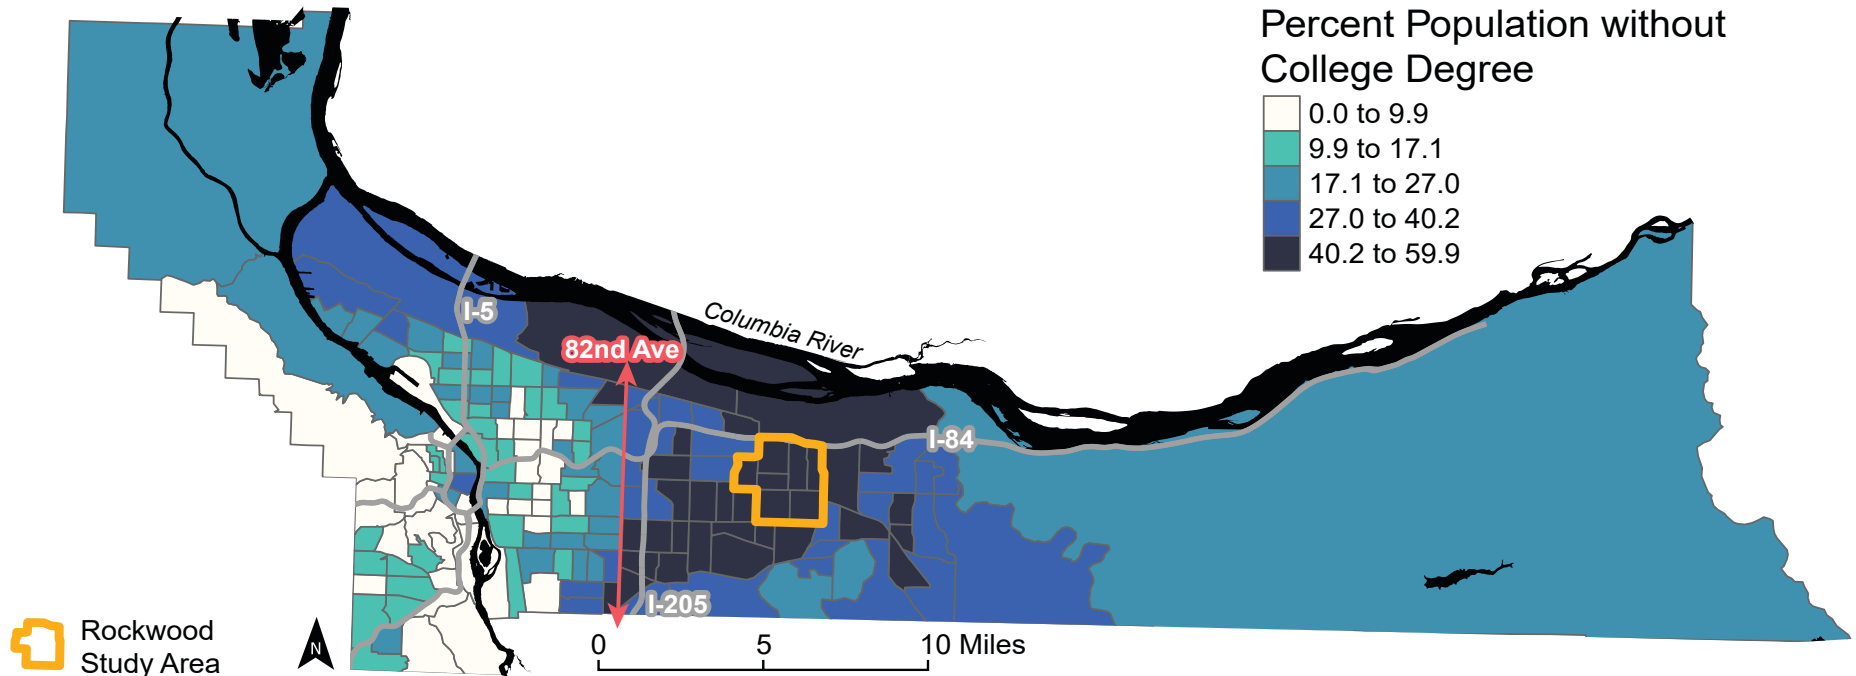 Percent Population without
College Degree
0.0 to 9.9
9.9 to 17.1
17.1 to 27.0
27.0 to 40.2
40.2 to 59.9
I-5
Columbia River
82nd Ave
I-84
I-205
Rockwood
Study Area
N
0 5 10 Miles